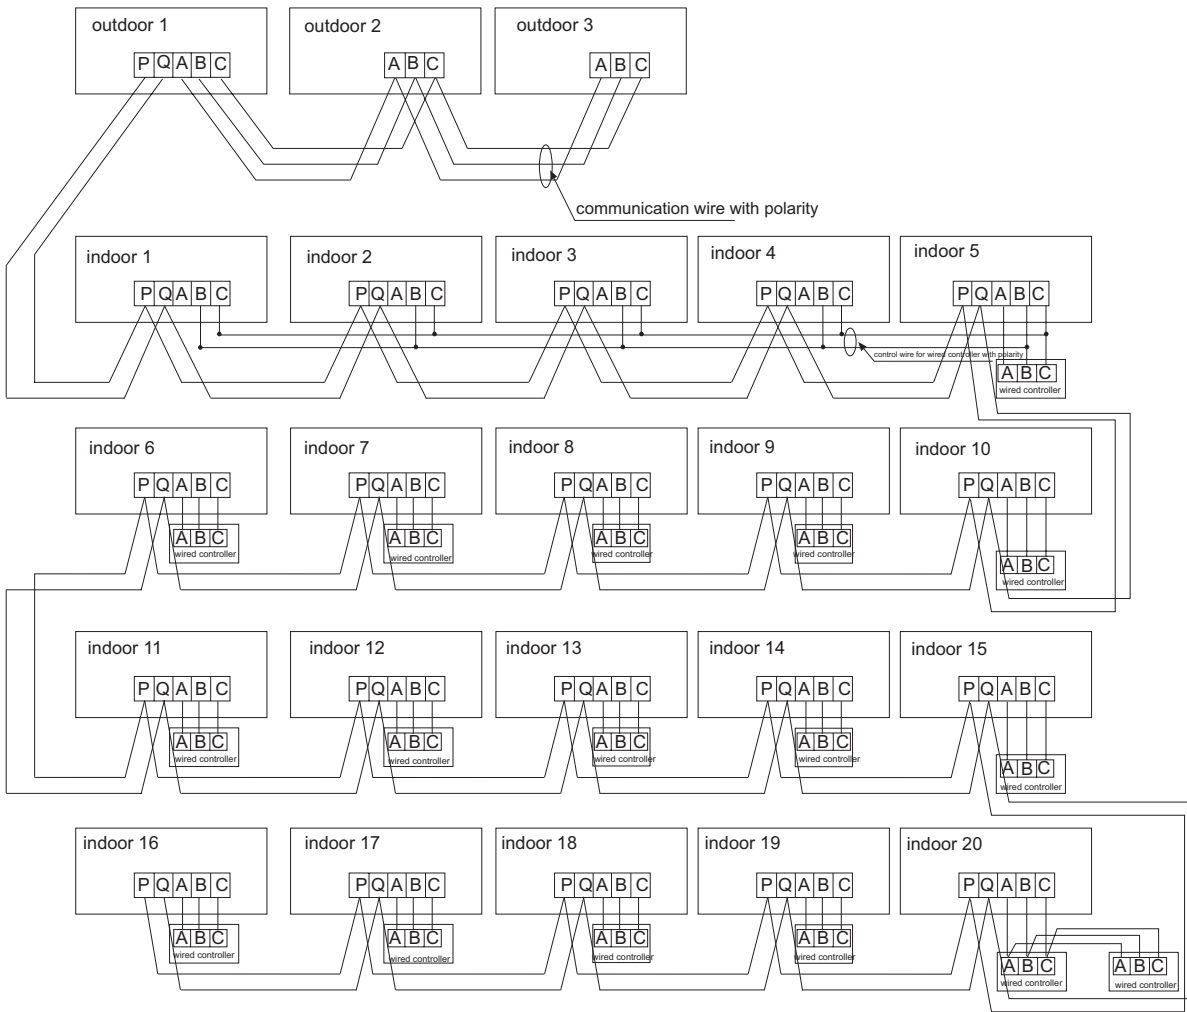 outdoor 1
outdoor 2
outdoor 3
P Q A B C
A B C
A B C
communication wire with polarity
indoor 1
indoor 2
indoor 3
indoor 4
indoor 5
P Q A B C
P Q A B C
P Q A B C
P Q A B C
P Q A B C
control wire for wired controller with polarity
A B C
wired controller
indoor 6
indoor 7
indoor 8
indoor 9
indoor 10
P Q A B C
P Q A B C
P Q A B C
P Q A B C
P Q A B C
A B C
wired controller
A B C
wired controller
A B C
wired controller
A B C
wired controller
A B C
wired controller
indoor 11
indoor 12
indoor 13
indoor 14
indoor 15
P Q A B C
P Q A B C
P Q A B C
P Q A B C
P Q A B C
A B C
wired controller
A B C
wired controller
A B C
wired controller
A B C
wired controller
A B C
wired controller
indoor 16
indoor 17
indoor 18
indoor 19
indoor 20
P Q A B C
P Q A B C
P Q A B C
P Q A B C
P Q A B C
A B C
wired controller
A B C
wired controller
A B C
wired controller
A B C
wired controller
A B C
wired controller
A B C
wired controller